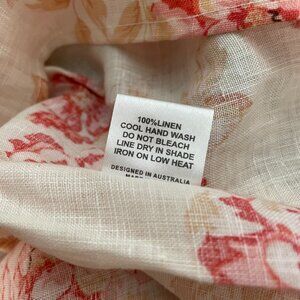 100%LINEN
COOL HAND WASH
DO NOT BLEACH
LINE DRY IN SHADE
IRON ON LOW HEAT
DESIGNED IN AUSTRALIA